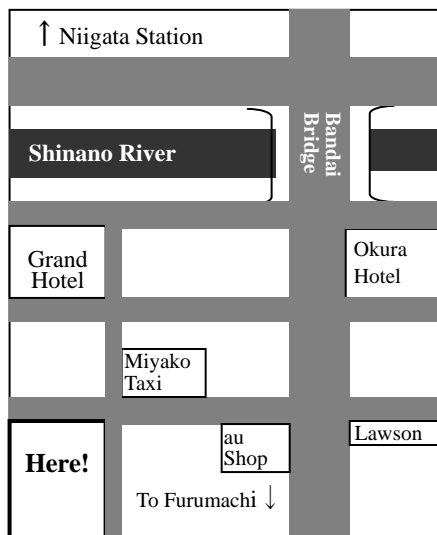 ↑ Niigata Station
Bandai
Bridge
Shinano River
Grand
Hotel
Okura
Hotel
Miyako
Taxi
au
Shop
Lawson
Here!
To Furumachi ↓